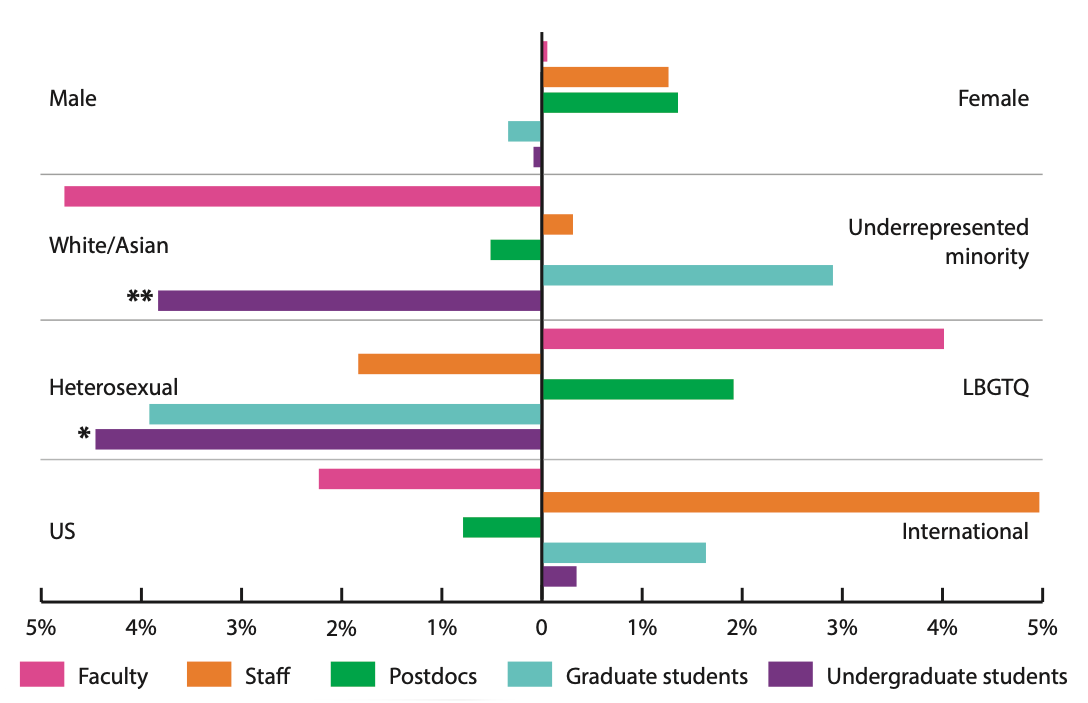 Male
Female
White/Asian
Underrepresented
minority
**
Heterosexual
LBGTQ
*
US
International
5% 4% 3% 2% 1% 0 1% 2% 3% 4% 5%
Faculty Staff Postdocs Graduate students Undergraduate students